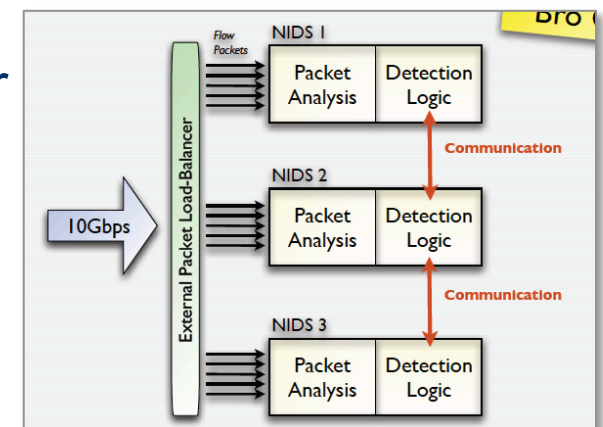 Bro
r
Flow
Packets
NIDS 1
Packet
Analysis
Detection
Logic
Communication
NIDS 2
10Gbps
External Packet Load-Balancer
Packet
Analysis
Detection
Logic
Communication
NIDS 3
Packet
Analysis
Detection
Logic